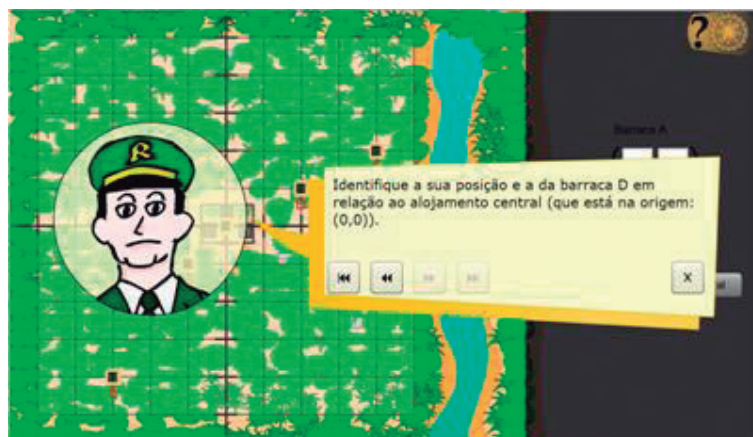 ?
Barraca A
Identifique a sua posição e a da barraca D em
relação ao alojamento central (que está na origem:
(0,0)).
X